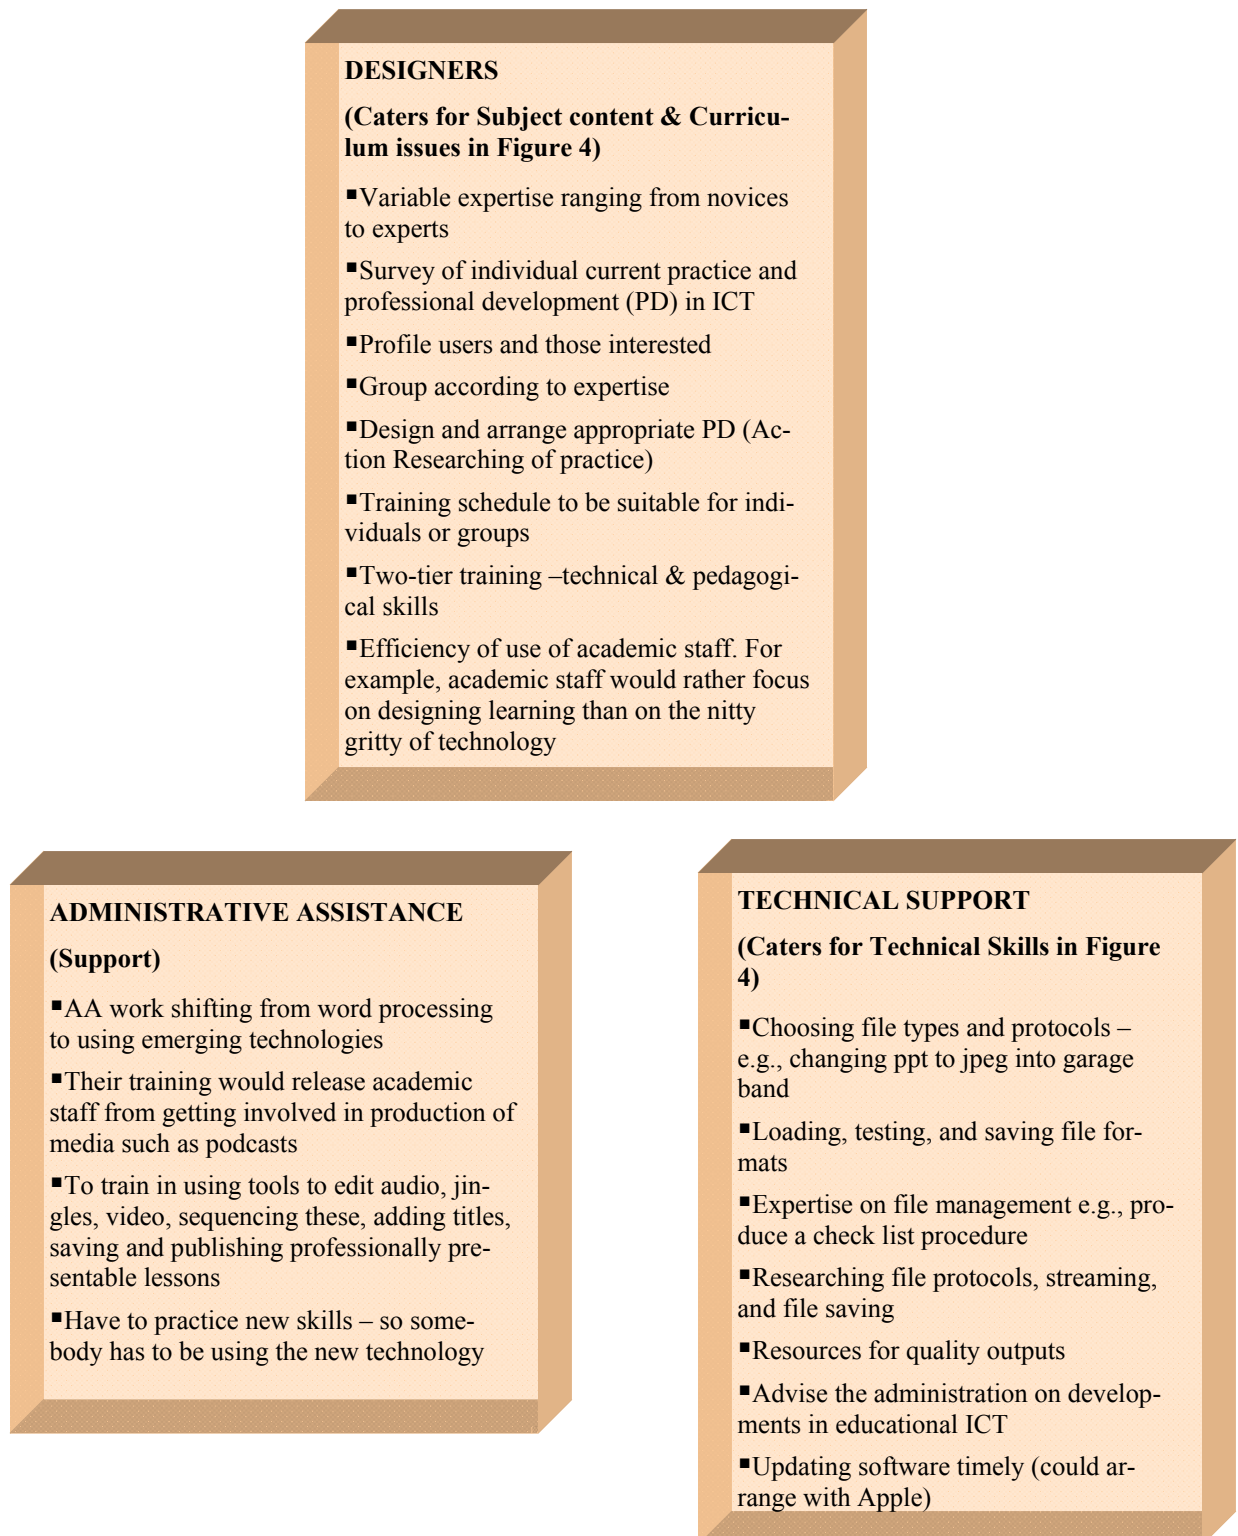 DESIGNERS
(Caters for Subject content & Curricu-
lum issues in Figure 4)
▪Variable expertise ranging from novices
to experts
▪Survey of individual current practice and
professional development (PD) in ICT
▪Profile users and those interested
▪Group according to expertise
▪Design and arrange appropriate PD (Ac-
tion Researching of practice)
▪Training schedule to be suitable for indi-
viduals or groups
▪Two-tier training –technical & pedagogi-
cal skills
▪Efficiency of use of academic staff. For
example, academic staff would rather focus
on designing learning than on the nitty
gritty of technology
ADMINISTRATIVE ASSISTANCE
(Support)
▪AA work shifting from word processing
to using emerging technologies
▪Their training would release academic
staff from getting involved in production of
media such as podcasts
▪To train in using tools to edit audio, jin-
gles, video, sequencing these, adding titles,
saving and publishing professionally pre-
sentable lessons
▪Have to practice new skills – so some-
body has to be using the new technology
TECHNICAL SUPPORT
(Caters for Technical Skills in Figure
4)
▪Choosing file types and protocols –
e.g., changing ppt to jpeg into garage
band
▪Loading, testing, and saving file for-
mats
▪Expertise on file management e.g., pro-
duce a check list procedure
▪Researching file protocols, streaming,
and file saving
▪Resources for quality outputs
▪Advise the administration on develop-
ments in educational ICT
▪Updating software timely (could ar-
range with Apple)